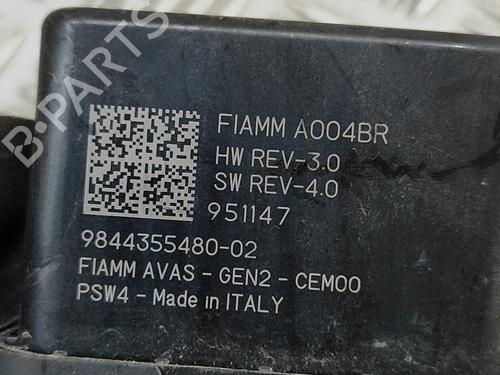 B-PARTS
FIAMM A004BR
HW REV-3.0
SW REV-4.0
951147
9844355480-02
FIAMM AVAS - GEN2 - CEM00
PSW4 - Made in ITALY